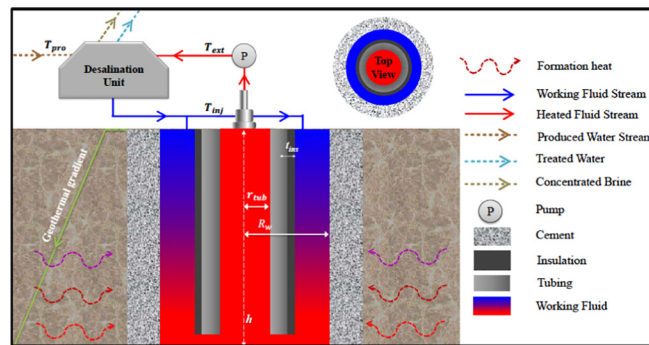 T_pro
Desalination
Unit
T_ext
P
T_inj
Top
View
Geothermal gradient
t_ins
r_tub
R_w
h
Formation heat
Working Fluid Stream
Heated Fluid Stream
Produced Water Stream
Treated Water
Concentrated Brine
P
Pump
Cement
Insulation
Tubing
Working Fluid